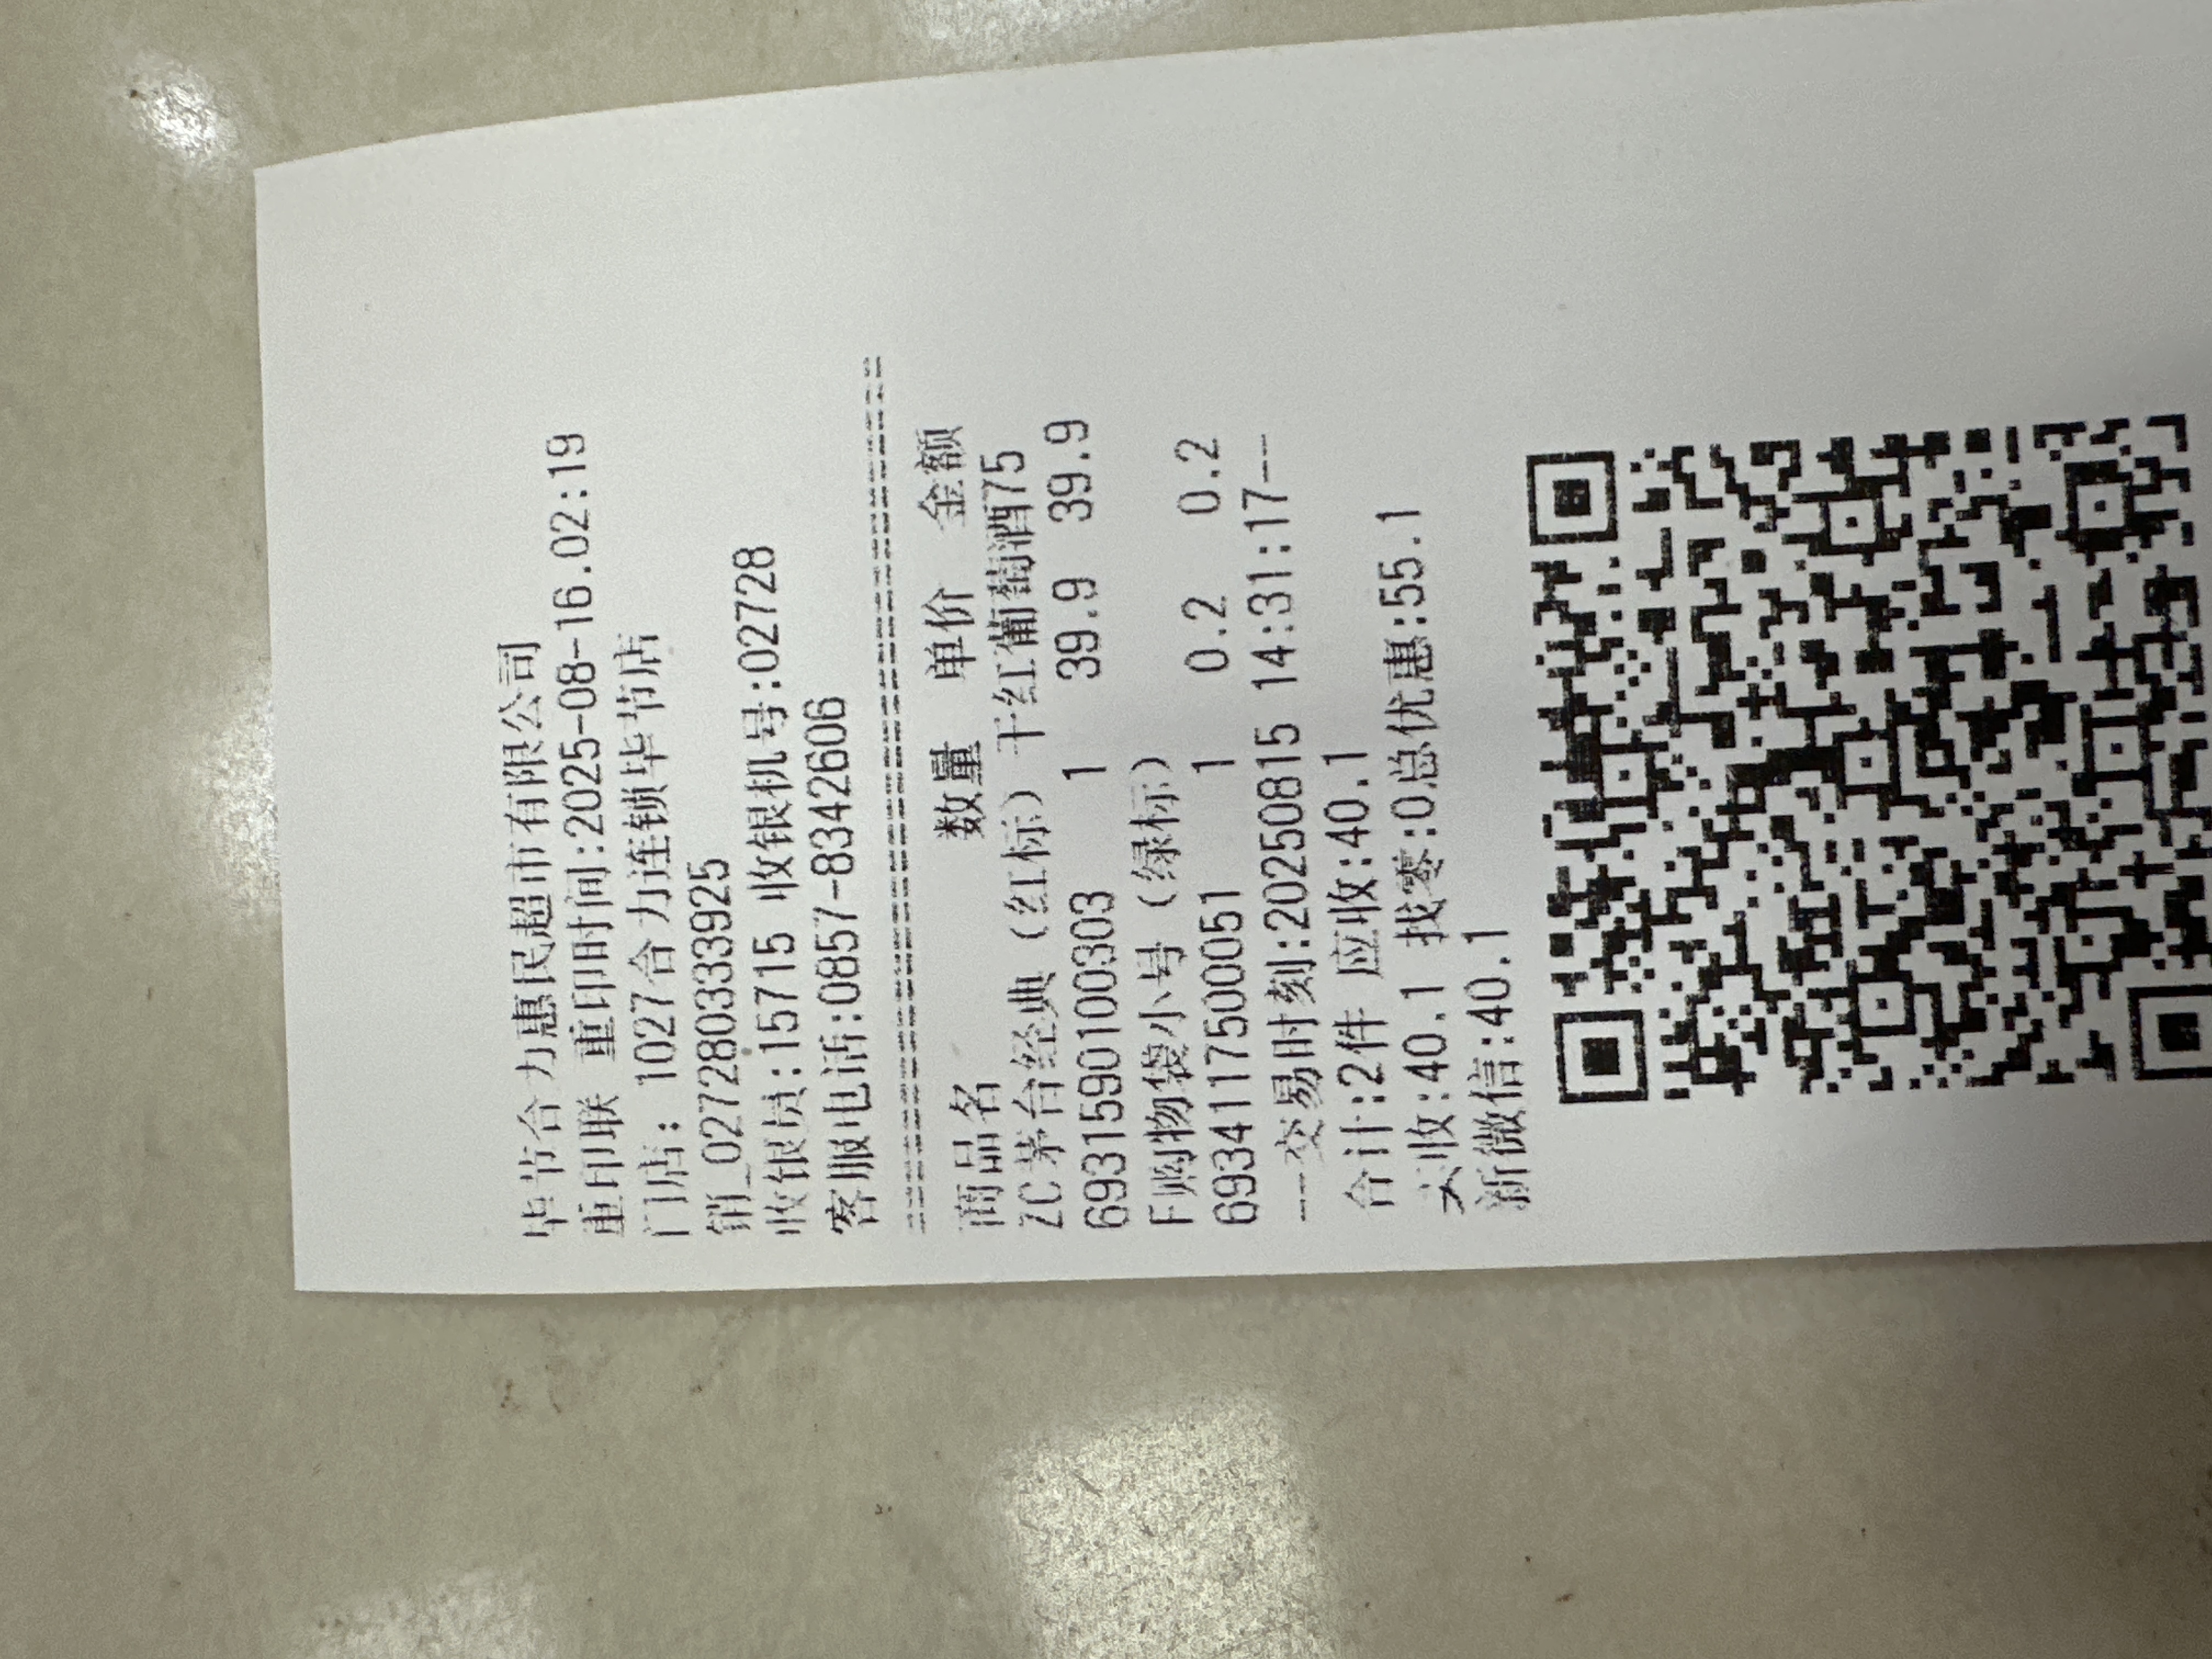 毕节合力惠民超市有限公司
重印联 重印时间:2025-08-16.02:19
门店: 1027合力连锁毕节店
销_0272803333925
收银员:15715 收银机号:02728
客服电话:0857-8342606
==========================================
商品名 数量 单价 金额
ZC茅台经典（红标）干红葡萄酒75
6931590100303 1 39.9 39.9
F购物袋小号（绿标）
6934117500051 1 0.2 0.2
---交易时刻:20250815 14:31:17--
合计:2件 应收:40.1
实收:40.1 找零:0总优惠:55.1
新微信:40.1